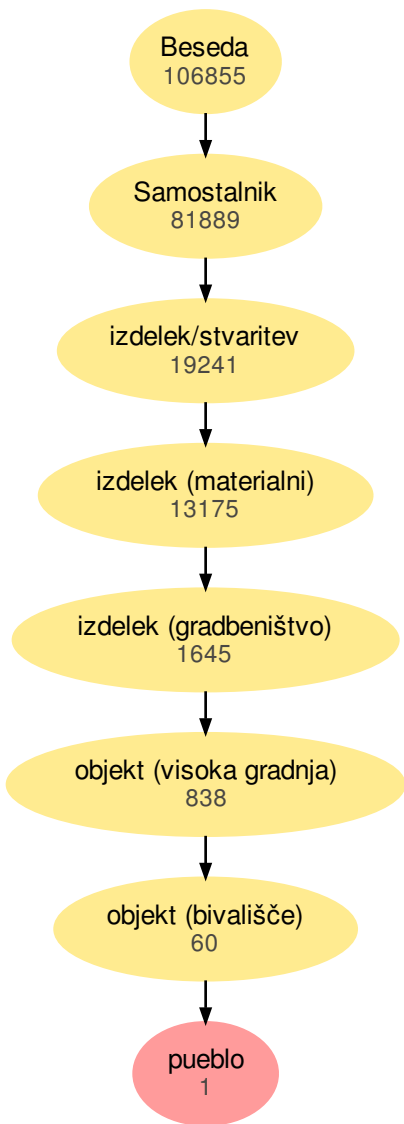 Beseda
106855
Samostalnik
81889
izdelek/stvaritev
19241
izdelek (materialni)
13175
izdelek (gradbeništvo)
1645
objekt (visoka gradnja)
838
objekt (bivališče)
60
pueblo
1